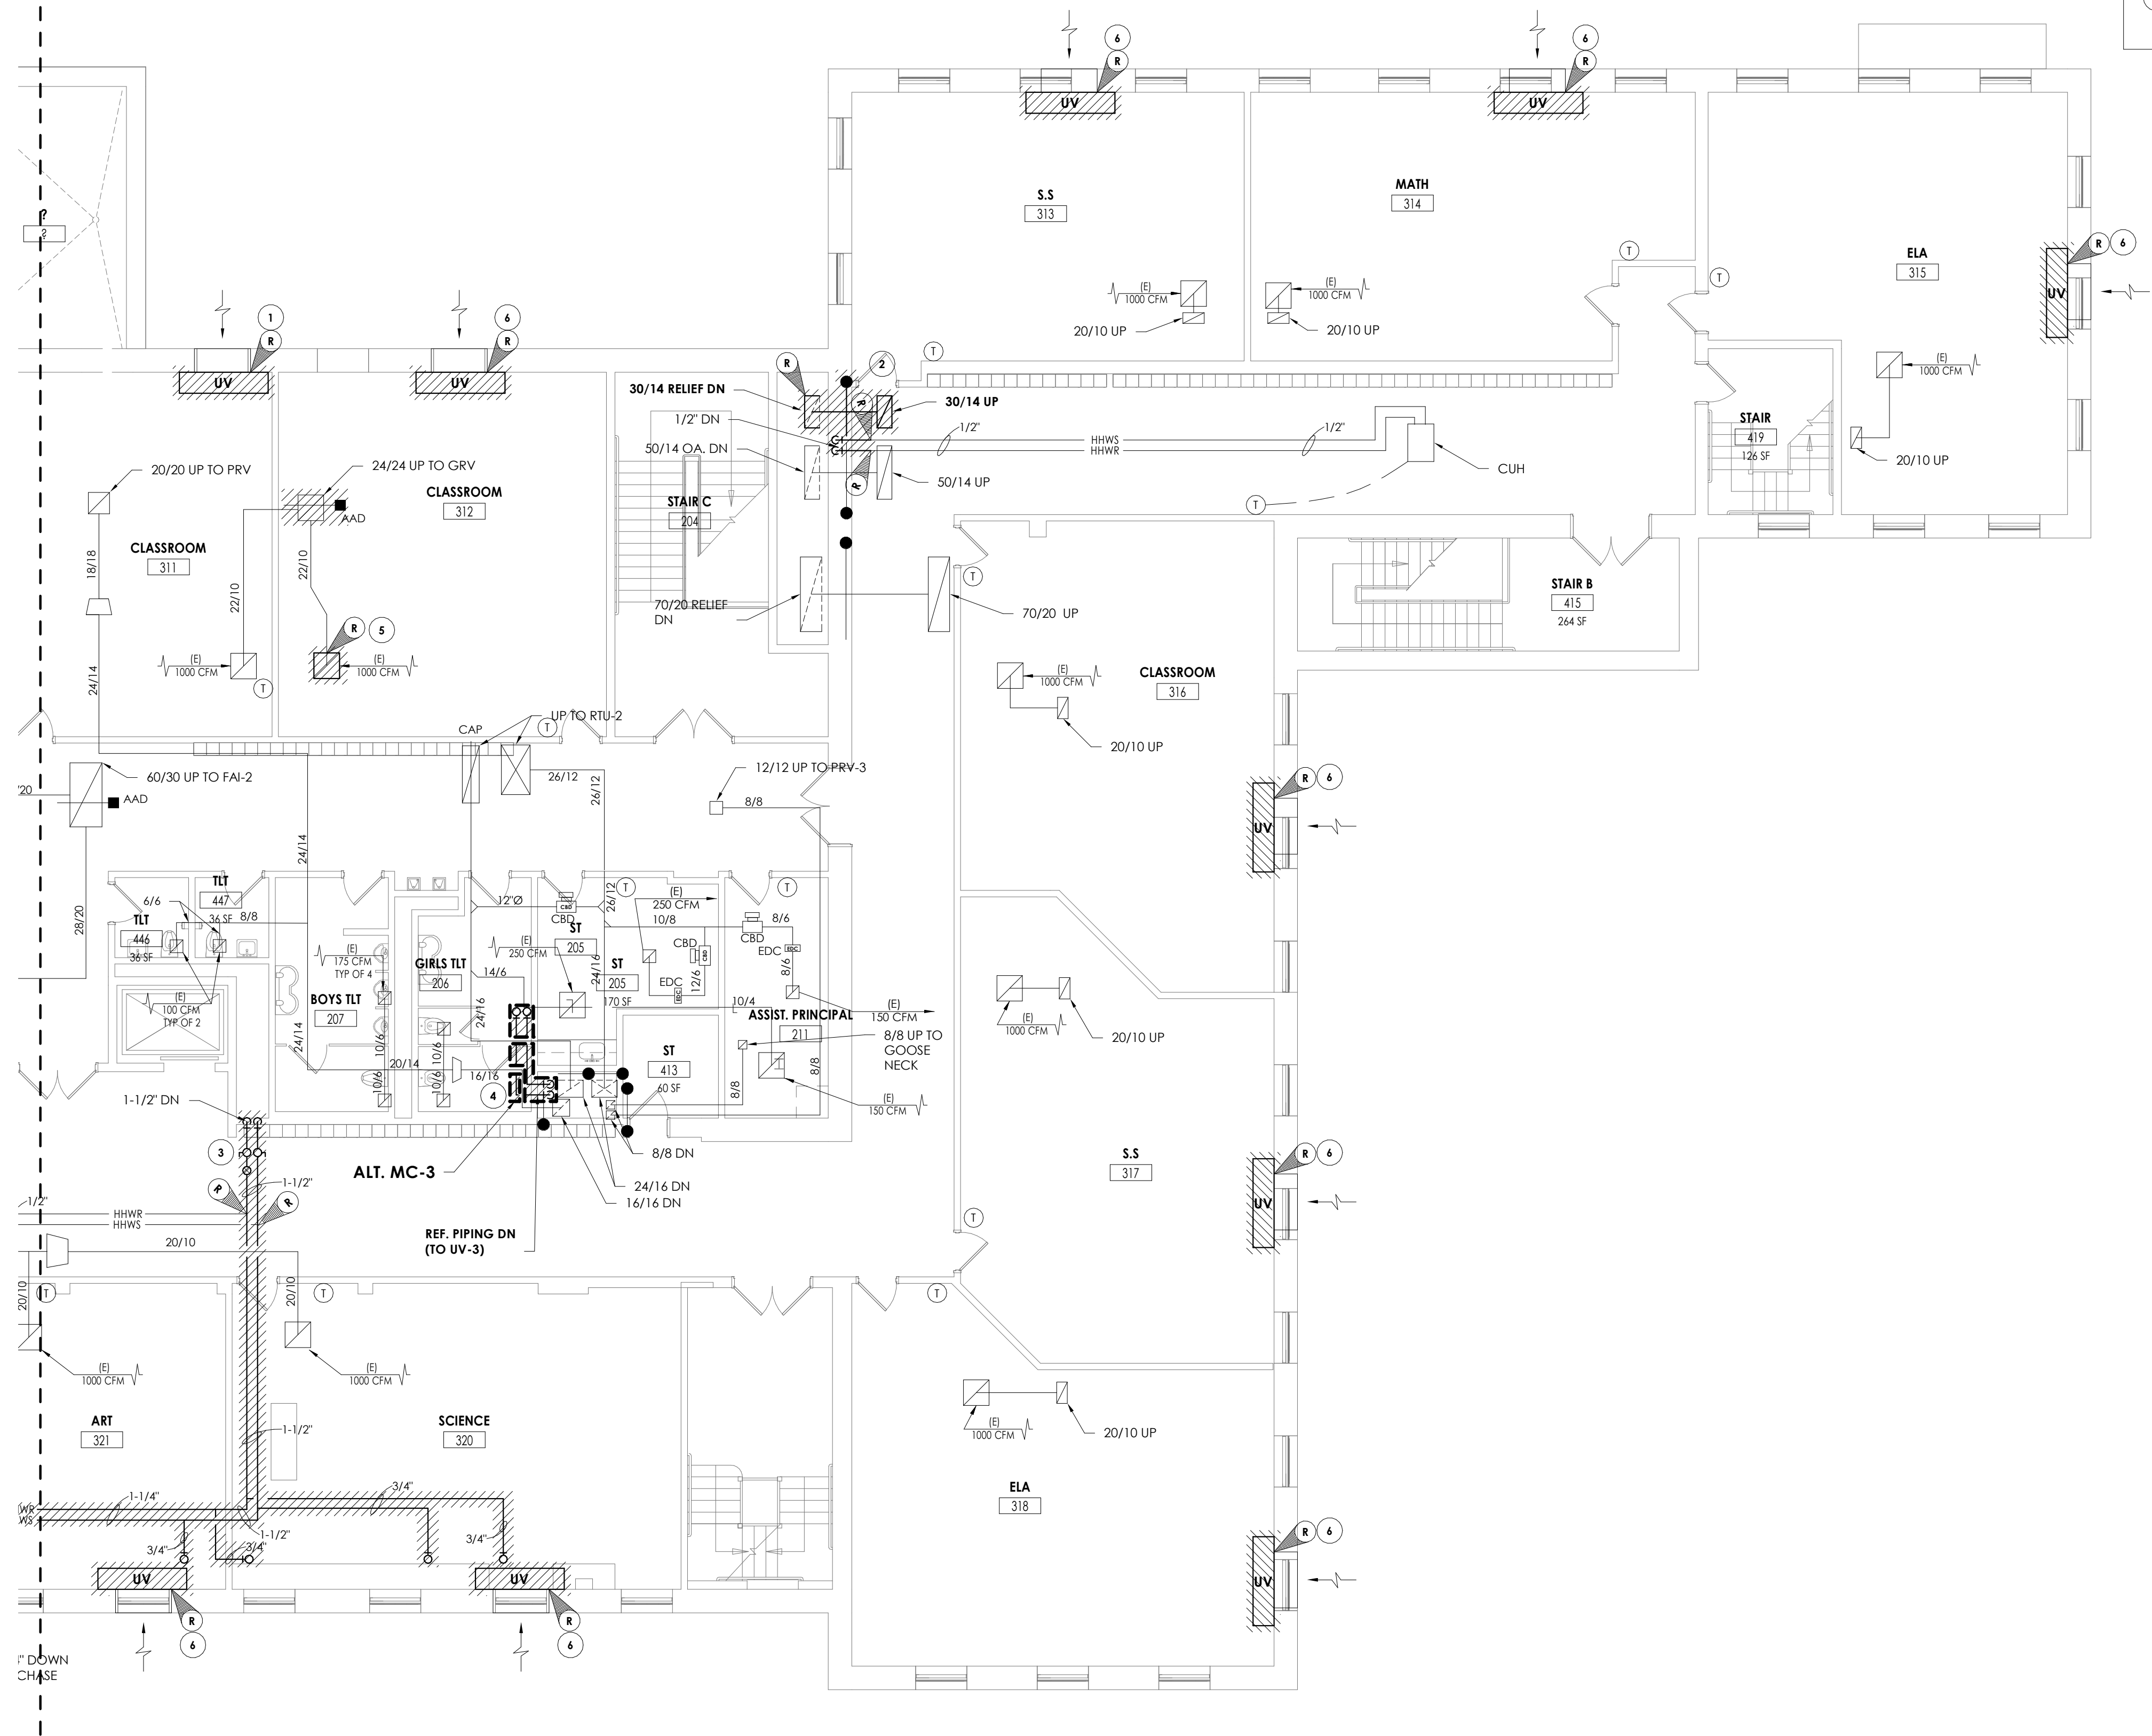 6
R
UV
6
R
UV
S.S
313
MATH
314
T
T
R
6
ELA
315
UV
?
?
(E)
1000 CFM
20/10 UP
(E)
1000 CFM
20/10 UP
1
R
UV
6
R
UV
R
2
T
30/14 RELIEF DN
R
30/14 UP
1/2" DN
1/2"
HHWS
HHWR
1/2"
50/14 OA. DN
R
50/14 UP
CUH
T
(E)
1000 CFM
20/10 UP
STAIR
419
126 SF
20/20 UP TO PRV
24/24 UP TO GRV
AAD
CLASSROOM
312
STAIR C
204
CLASSROOM
311
18/18
22/10
22/10
24/14
R
5
(E)
1000 CFM
(E)
1000 CFM
T
70/20 RELIEF
DN
70/20 UP
T
STAIR B
415
264 SF
CLASSROOM
316
(E)
1000 CFM
20/10 UP
R
6
UV
CAP
T
UP TO RTU-2
60/30 UP TO FAI-2
/20
AAD
26/12
26/12
12/12 UP TO PRV-3
8/8
24/14
28/20
TLT
447
36 SF
6/6
8/8
TLT
446
36 SF
(E)
100 CFM
TYP OF 2
(E)
175 CFM
TYP OF 4
BOYS TLT
207
GIRLS TLT
206
12"Ø
CBD
CBD
26/12
T
(E)
250 CFM
10/8
T
8/6
CBD
(E)
250 CFM
ST
205
CBD
CBD
EDC
EDC
ST
205
170 SF
14/6
24/16
24/16
EDC
EDC
12/6
8/6
10/4
ASSIST. PRINCIPAL
211
(E)
150 CFM
8/8 UP TO
GOOSE
NECK
ST
413
60 SF
24/14
10/6
10/6
10/6
10/6
20/14
16/16
4
8/8
8/8
(E)
150 CFM
(E)
1000 CFM
20/10 UP
1-1/2" DN
3
ALT. MC-3
8/8 DN
24/16 DN
16/16 DN
S.S
317
R
6
UV
R
1-1/2"
R
-1/2"
HHWR
HHWS
REF. PIPING DN
(TO UV-3)
T
20/10
20/10
T
20/10
T
T
(E)
1000 CFM
(E)
1000 CFM
(E)
1000 CFM
20/10 UP
ART
321
1-1/2"
SCIENCE
320
ELA
318
WR
WS
1-1/4"
3/4"
1-1/2"
3/4"
3/4"
3/4"
UV
UV
R
6
UV
R
6
R
6
" DOWN
CHASE